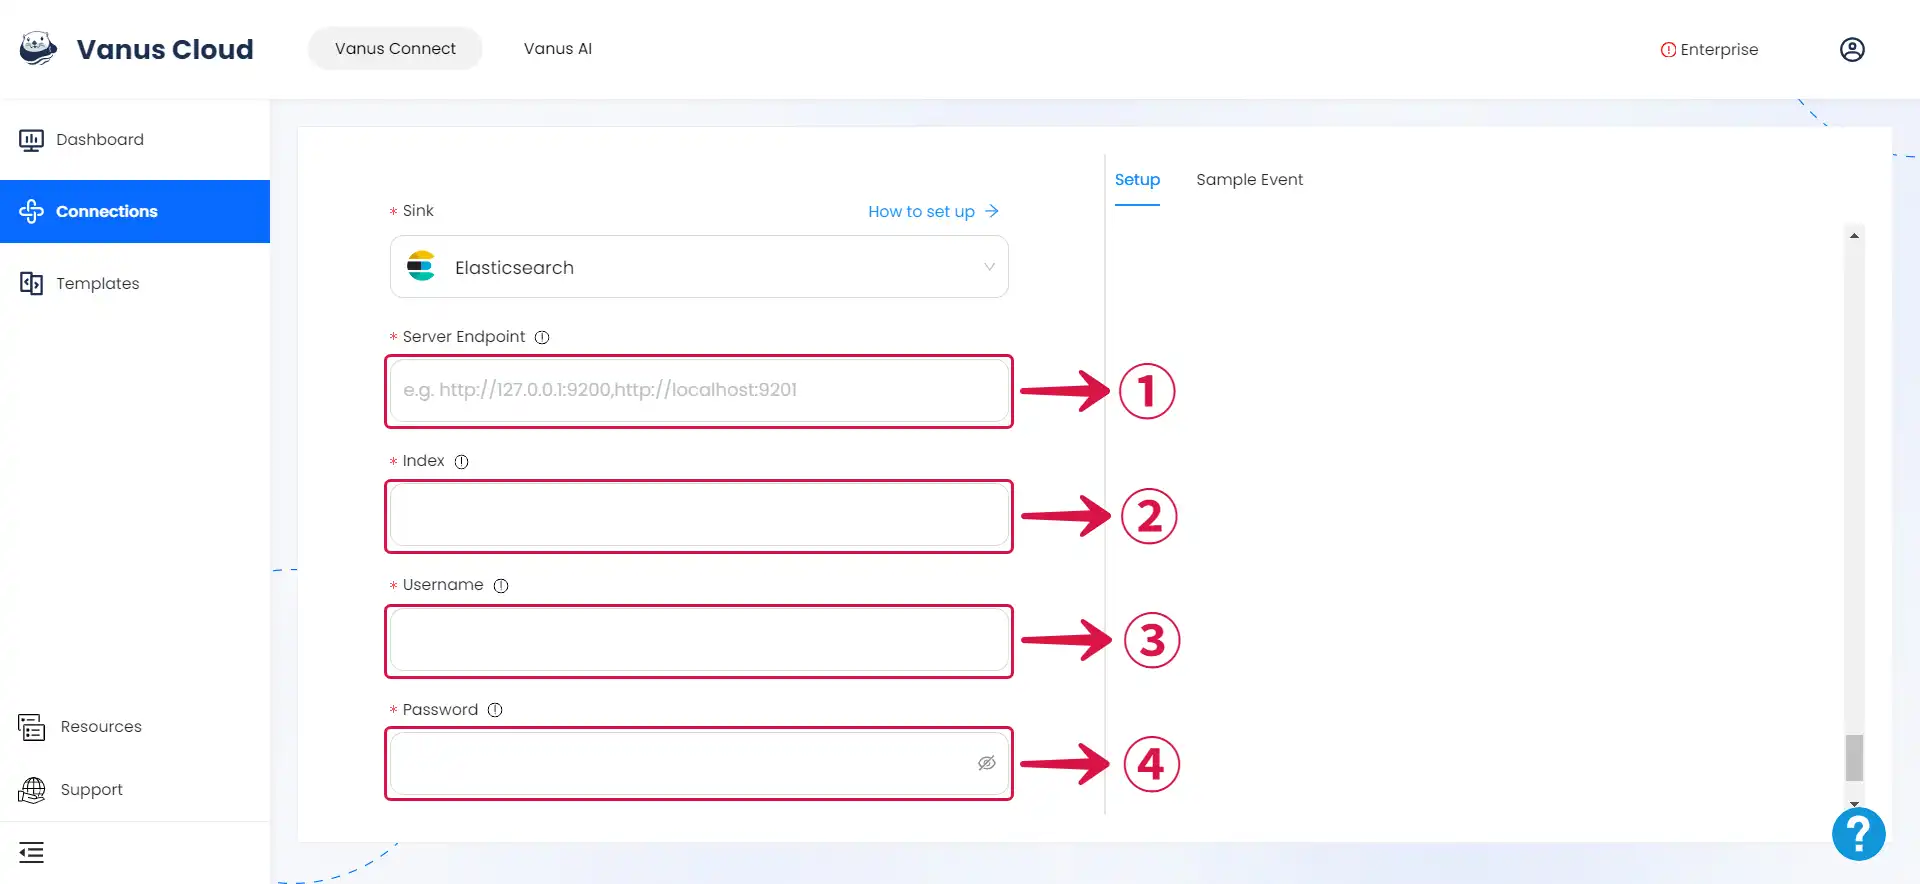 Vanus Cloud
Vanus Connect
Vanus AI
Enterprise
Dashboard
Connections
Templates
Resources
Support
* Sink
How to set up →
Elasticsearch
* Server Endpoint
e.g. http://127.0.0.1:9200,http://localhost:9201
* Index
* Username
* Password
Setup
Sample Event
①
②
③
④
?